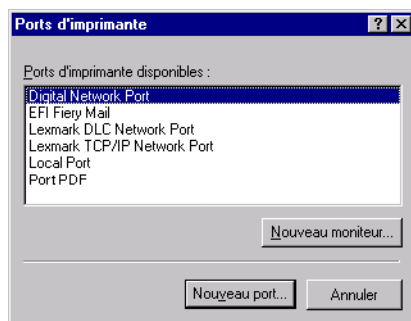 Ports d'imprimante
Ports d'imprimante disponibles :
Digital Network Port
EFI Fiery Mail
Lexmark DLC Network Port
Lexmark TCP/IP Network Port
Local Port
Port PDF
Nouveau moniteur...
Nouveau port...
Annuler